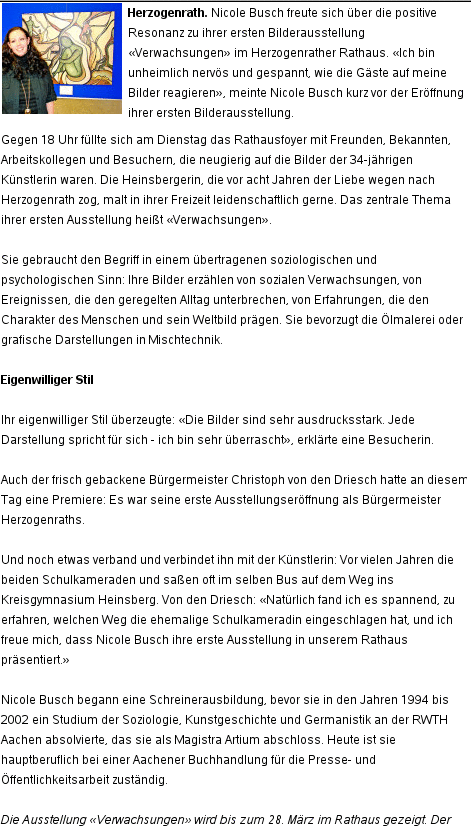 Herzogenrath. Nicole Busch freute sich über die positive
Resonanz zu ihrer ersten Bilderausstellung
«Verwachsungen» im Herzogenrather Rathaus. «Ich bin
unheimlich nervös und gespannt, wie die Gäste auf meine
Bilder reagieren», meinte Nicole Busch kurz vor der Eröffnung
ihrer ersten Bilderausstellung.
Gegen 18 Uhr füllte sich am Dienstag das Rathausfoyer mit Freunden, Bekannten,
Arbeitskollegen und Besuchern, die neugierig auf die Bilder der 34-jährigen
Künstlerin waren. Die Heinsbergerin, die vor acht Jahren der Liebe wegen nach
Herzogenrath zog, malt in ihrer Freizeit leidenschaftlich gerne. Das zentrale Thema
ihrer ersten Ausstellung heißt «Verwachsungen».
Sie gebraucht den Begriff in einem übertragenen soziologischen und
psychologischen Sinn: Ihre Bilder erzählen von sozialen Verwachsungen, von
Ereignissen, die den geregelten Alltag unterbrechen, von Erfahrungen, die den
Charakter des Menschen und sein Weltbild prägen. Sie bevorzugt die Ölmalerei oder
grafische Darstellungen in Mischtechnik.
Eigenwilliger Stil
Ihr eigenwilliger Stil überzeugte: «Die Bilder sind sehr ausdrucksstark. Jede
Darstellung spricht für sich - ich bin sehr überrascht», erklärte eine Besucherin.
Auch der frisch gebackene Bürgermeister Christoph von den Driesch hatte an diesem
Tag eine Premiere: Es war seine erste Ausstellungseröffnung als Bürgermeister
Herzogenraths.
Und noch etwas verband und verbindet ihn mit der Künstlerin: Vor vielen Jahren die
beiden Schulkameraden und saßen oft im selben Bus auf dem Weg ins
Kreisgymnasium Heinsberg. Von den Driesch: «Natürlich fand ich es spannend, zu
erfahren, welchen Weg die ehemalige Schulkameradin eingeschlagen hat, und ich
freue mich, dass Nicole Busch ihre erste Ausstellung in unserem Rathaus
präsentiert.»
Nicole Busch begann eine Schreinerausbildung, bevor sie in den Jahren 1994 bis
2002 ein Studium der Soziologie, Kunstgeschichte und Germanistik an der RWTH
Aachen absolvierte, das sie als Magistra Artium abschloss. Heute ist sie
hauptberuflich bei einer Aachener Buchhandlung für die Presse- und
Öffentlichkeitsarbeit zuständig.
Die Ausstellung «Verwachsungen» wird bis zum 28. März im Rathaus gezeigt. Der